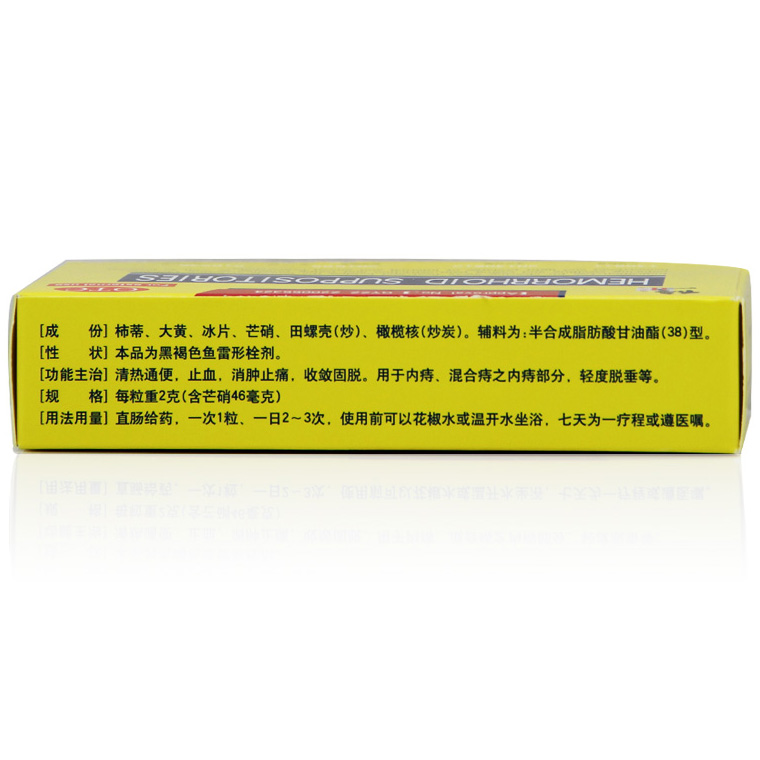 HEMORRHOID SUPPOSITORIES
OTC
[成　份] 柿蒂、大黄、冰片、芒硝、田螺壳(炒)、橄榄核(炒炭)。辅料为:半合成脂肪酸甘油酯(38)型。
[性　状] 本品为黑褐色鱼雷形栓剂。
[功能主治] 清热通便，止血，消肿止痛，收敛固脱。用于内痔、混合痔之内痔部分，轻度脱垂等。
[规　格] 每粒重2克(含芒硝46毫克)
[用法用量] 直肠给药，一次1粒、一日2～3次，使用前可以花椒水或温开水坐浴，七天为一疗程或遵医嘱。